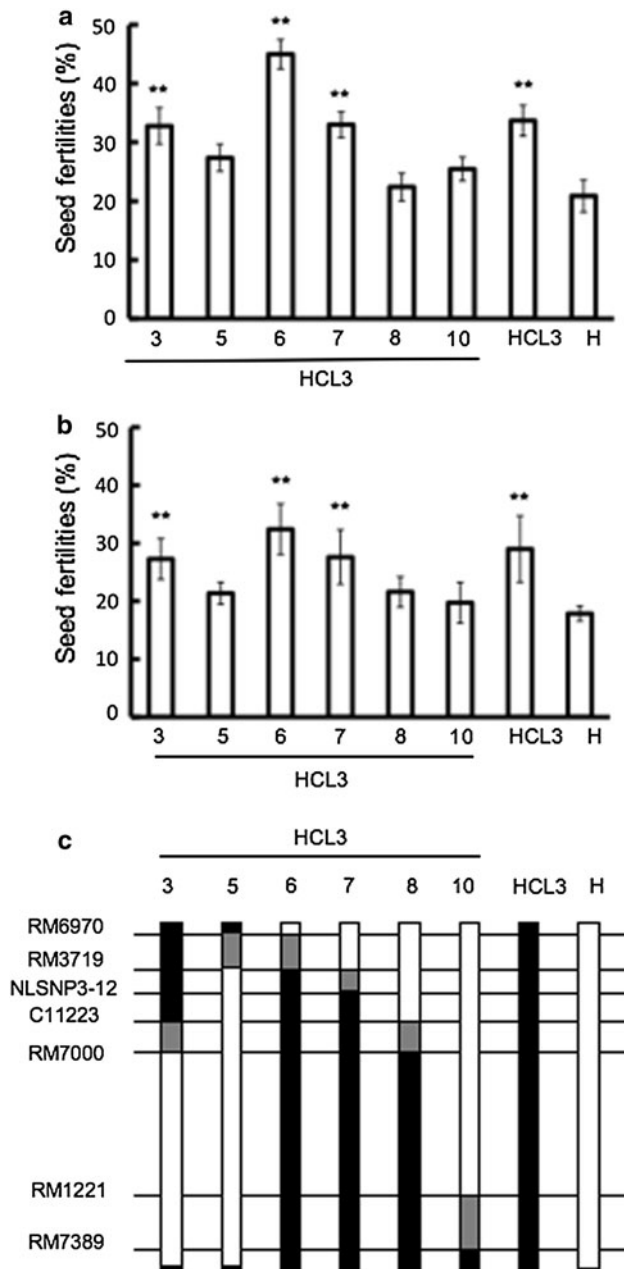 a
Seed fertilities (%)
50
40
30
20
10
0
** ** ** **
3 5 6 7 8 10 HCL3 H
HCL3
b
Seed fertilities (%)
50
40
30
20
10
0
** ** ** **
3 5 6 7 8 10 HCL3 H
HCL3
c
HCL3
3 5 6 7 8 10 HCL3 H
RM6970
RM3719
NLSNP3-12
C11223
RM7000
RM1221
RM7389